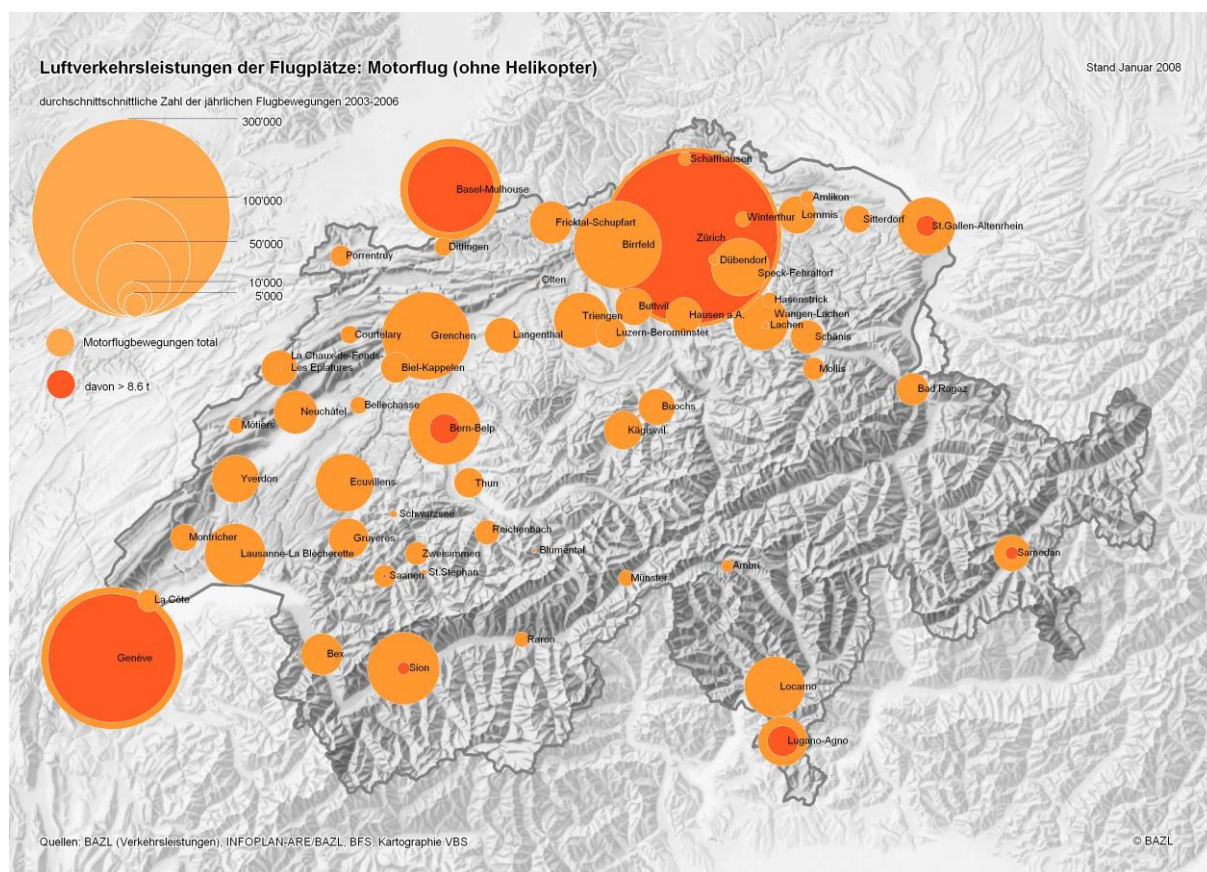 Luftverkehrsleistungen der Flugplätze: Motorflug (ohne Helikopter)
Stand Januar 2008
durchschnittschnittliche Zahl der jährlichen Flugbewegungen 2003-2006
300'000
100'000
50'000
10'000
5'000
Motorflugbewegungen total
davon > 8.6 t
Schaffhausen
Basel-Mulhouse
Amlikon
Fricktal-Schupfart
Winterthur
Lommis
Sitterdorf
St.Gallen-Altenrhein
Birrfeld
Zürich
Dittingen
Porrentruy
Dübendorf
Speck-Fehraltorf
Olten
Hasenstrick
Buttwil
Triengen
Hausen a.A.
Wangen-Lachen
Lachen
Courtelary
Grenchen
Langenthal
Luzern-Beromünster
Schänis
La Chaux-de-Fonds-
Les Eplatures
Biel-Kappelen
Mollis
Bad Ragaz
Bellechasse
Neuchâtel
Buochs
Môtiers
Bern-Belp
Kägiswil
Yverdon
Ecuvillens
Thun
Schwarzsee
Montricher
Gruyères
Reichenbach
Lausanne-La Blécherette
Zweisimmen
Blumental
Samedan
St.Stephan
Saanen
Ambri
Münster
La Côte
Raron
Genève
Bex
Sion
Locarno
Lugano-Agno
Quellen: BAZL (Verkehrsleistungen), INFOPLAN-ARE/BAZL, BFS. Kartographie VBS
© BAZL